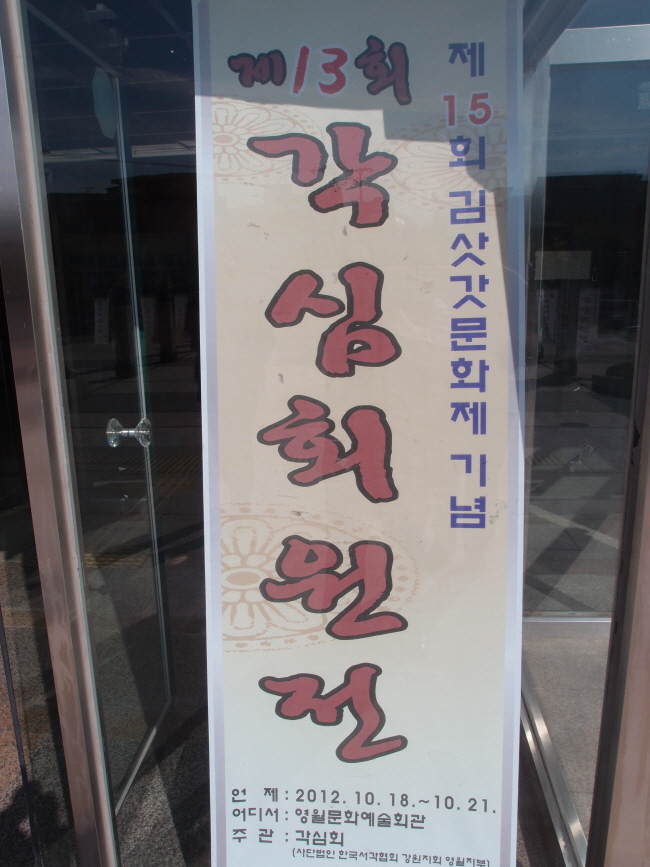 제13회
각심회원전
제15회 김삿갓문화제 기념
언 제 : 2012. 10. 18.~10. 21.
어디서 : 영월문화예술회관
주 관 : 각심회
(사단법인 한국서각협회 강원지회 영월지부)